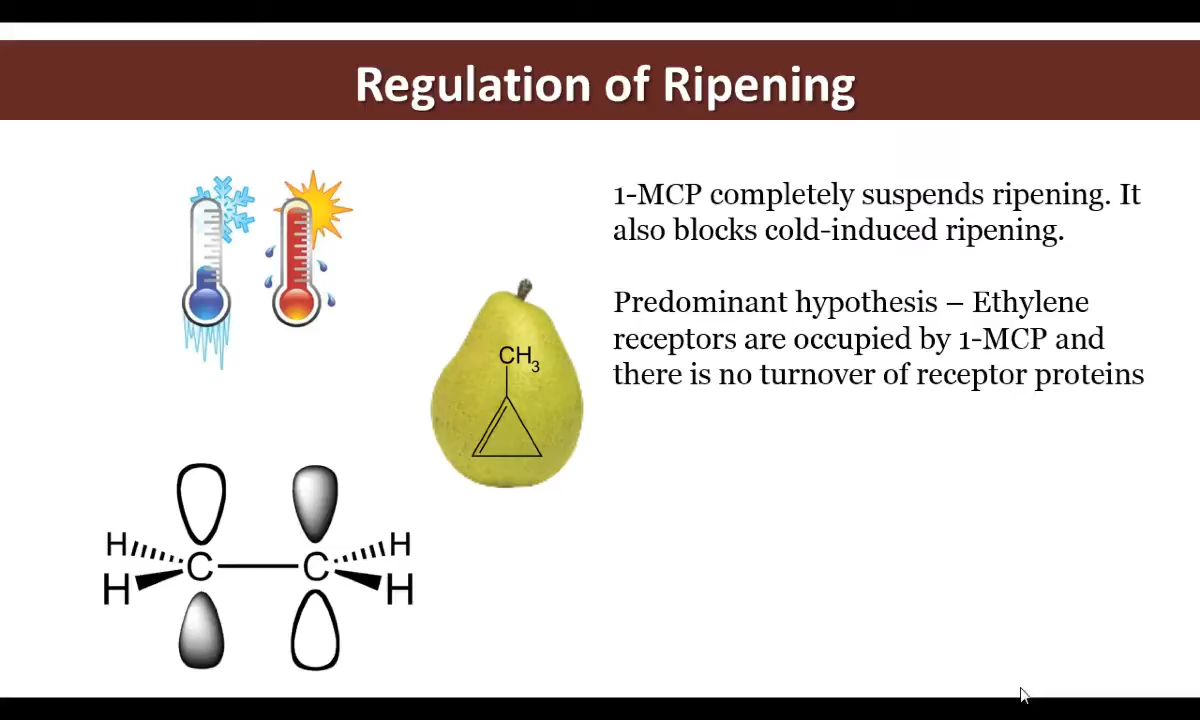 Regulation of Ripening
1-MCP completely suspends ripening. It
also blocks cold-induced ripening.
Predominant hypothesis – Ethylene
receptors are occupied by 1-MCP and
there is no turnover of receptor proteins
CH3
H C C H
H H